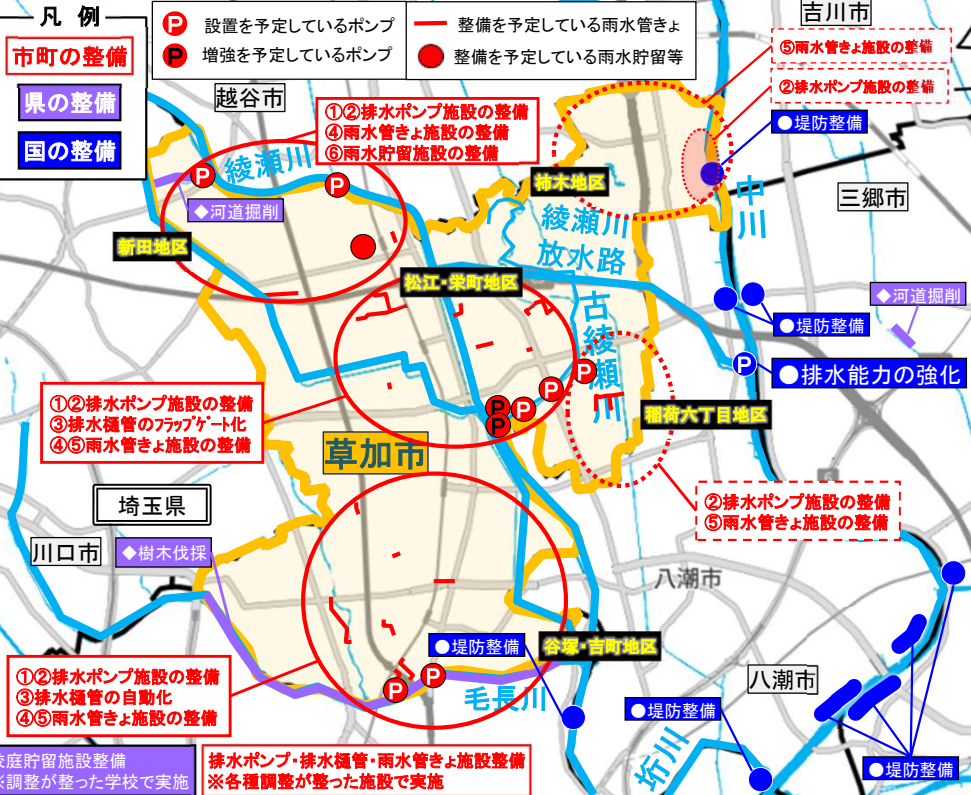 凡 例
市町の整備
県の整備
国の整備
P 設置を予定しているポンプ
P 増強を予定しているポンプ
整備を予定している雨水管きょ
整備を予定している雨水貯留等
吉川市
⑤雨水管きょ施設の整備
②排水ポンプ施設の整備
●堤防整備
越谷市
①②排水ポンプ施設の整備
④雨水管きょ施設の整備
⑥雨水貯留施設の整備
綾瀬川
P
P
◆河道掘削
新田地区
柿木地区
中川
三郷市
綾瀬川
放水路
松江・栄町地区
古綾瀬川
◆河道掘削
●堤防整備
P
●排水能力の強化
P
P
P
P
P
①②排水ポンプ施設の整備
③排水樋管のフラップゲート化
④⑤雨水管きょ施設の整備
稲荷六丁目地区
草加市
②排水ポンプ施設の整備
⑤雨水管きょ施設の整備
埼玉県
川口市
◆樹木伐採
八潮市
谷塚・吉町地区
●堤防整備
①②排水ポンプ施設の整備
③排水樋管の自動化
④⑤雨水管きょ施設の整備
P
P
毛長川
八潮市
●堤防整備
垳川
●堤防整備
校庭貯留施設整備
※調整が整った学校で実施
排水ポンプ・排水樋管・雨水管きょ施設整備
※各種調整が整った施設で実施